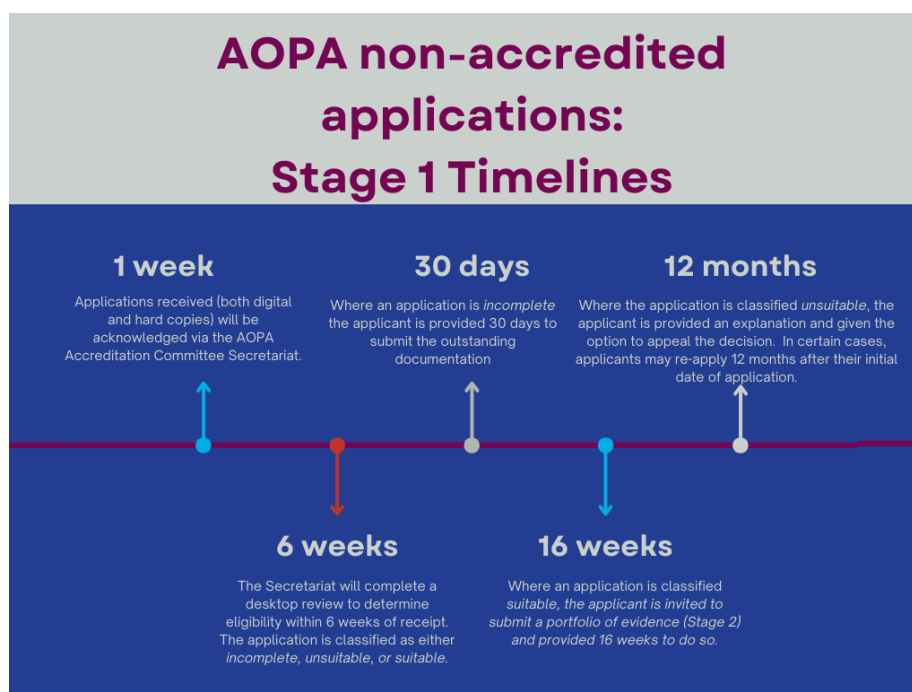 AOPA non-accredited
applications:
Stage 1 Timelines
1 week
Applications received (both digital
and hard copies) will be
acknowledged via the AOPA
Accreditation Committee Secretariat.
30 days
Where an application is incomplete
the applicant is provided 30 days to
submit the outstanding
documentation
12 months
Where the application is classified unsuitable, the
applicant is provided an explanation and given the
option to appeal the decision. In certain cases,
applicants may re-apply 12 months after their initial
date of application.
6 weeks
The Secretariat will complete a
desktop review to determine
eligibility within 6 weeks of receipt.
The application is classified as either
incomplete, unsuitable, or suitable.
16 weeks
Where an application is classified
suitable, the applicant is invited to
submit a portfolio of evidence (Stage 2)
and provided 16 weeks to do so.